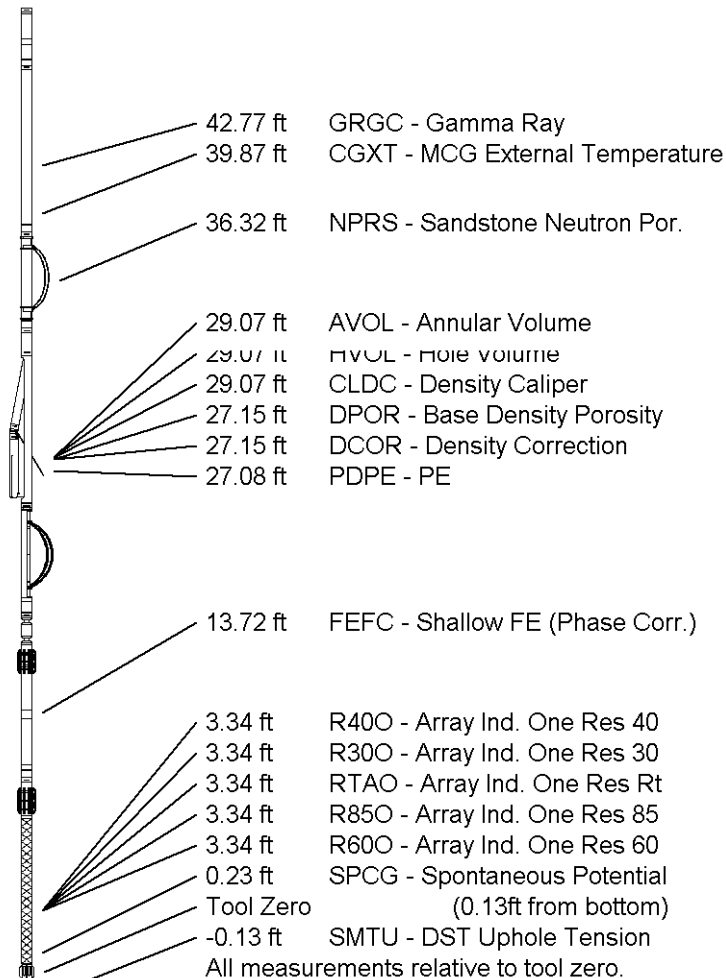 42.77 ft GRGC - Gamma Ray
39.87 ft CGXT - MCG External Temperature
36.32 ft NPRS - Sandstone Neutron Por.
29.07 ft AVOL - Annular Volume
29.07 ft HVOL - Hole Volume
29.07 ft CLDC - Density Caliper
27.15 ft DPOR - Base Density Porosity
27.15 ft DCOR - Density Correction
27.08 ft PDPE - PE
13.72 ft FEFC - Shallow FE (Phase Corr.)
3.34 ft R40O - Array Ind. One Res 40
3.34 ft R30O - Array Ind. One Res 30
3.34 ft RTAO - Array Ind. One Res Rt
3.34 ft R85O - Array Ind. One Res 85
3.34 ft R60O - Array Ind. One Res 60
0.23 ft SPCG - Spontaneous Potential
Tool Zero (0.13ft from bottom)
-0.13 ft SMTU - DST Uphole Tension
All measurements relative to tool zero.